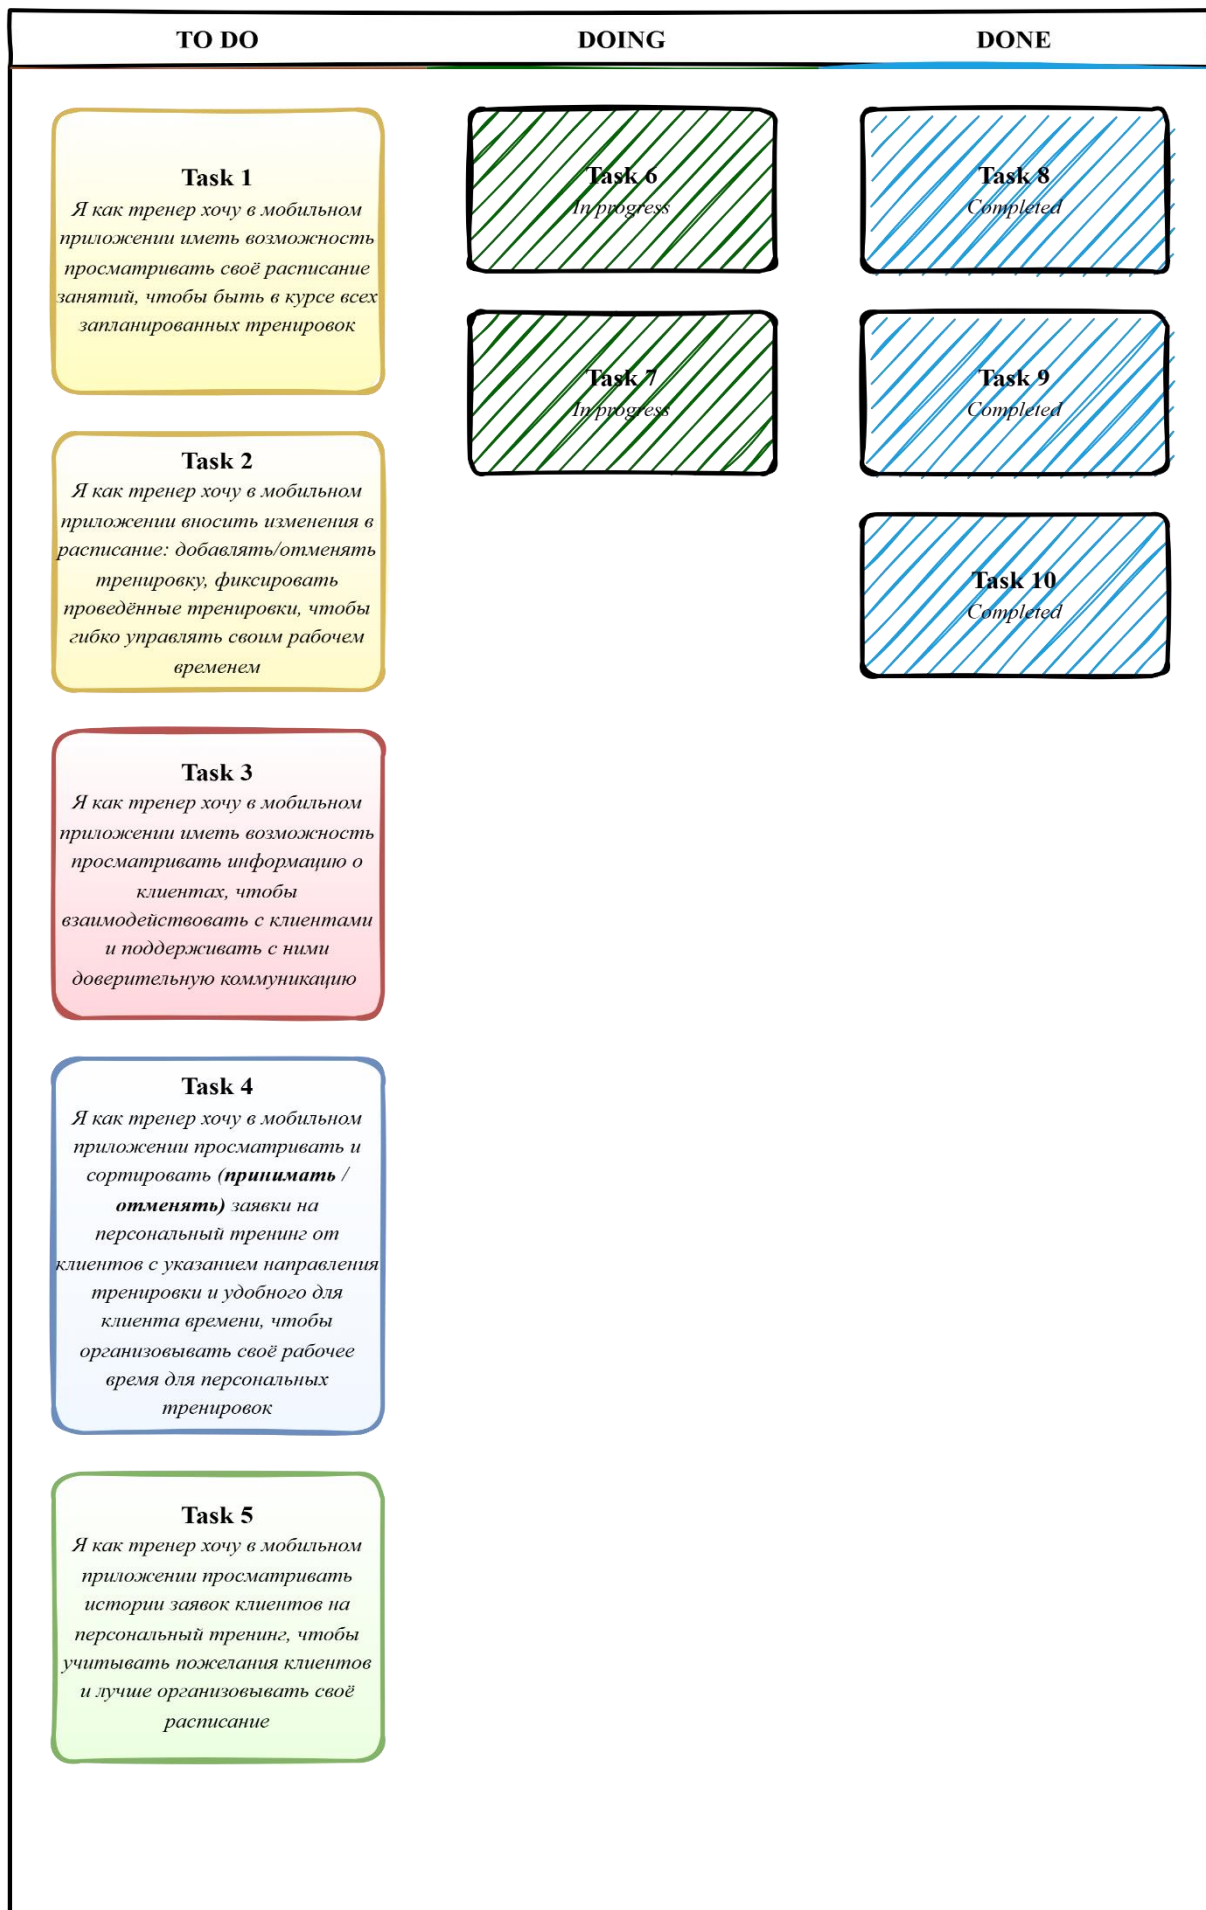 TO DO
DOING
DONE
Task 1
Я как тренер хочу в мобильном
приложении иметь возможность
просматривать своё расписание
занятий, чтобы быть в курсе всех
запланированных тренировок
Task 2
Я как тренер хочу в мобильном
приложении вносить изменения в
расписание: добавлять/отменять
тренировку, фиксировать
проведённые тренировки, чтобы
гибко управлять своим рабочем
временем
Task 3
Я как тренер хочу в мобильном
приложении иметь возможность
просматривать информацию о
клиентах, чтобы
взаимодействовать с клиентами
и поддерживать с ними
доверительную коммуникацию
Task 4
Я как тренер хочу в мобильном
приложении просматривать и
сортировать (принимать /
отменять) заявки на
персональный тренинг от
клиентов с указанием направления
тренировки и удобного для
клиента времени, чтобы
организовывать своё рабочее
время для персональных
тренировок
Task 5
Я как тренер хочу в мобильном
приложении просматривать
истории заявок клиентов на
персональный тренинг, чтобы
учитывать пожелания клиентов
и лучше организовывать своё
расписание
Task 6
In progress
Task 7
In progress
Task 8
Completed
Task 9
Completed
Task 10
Completed